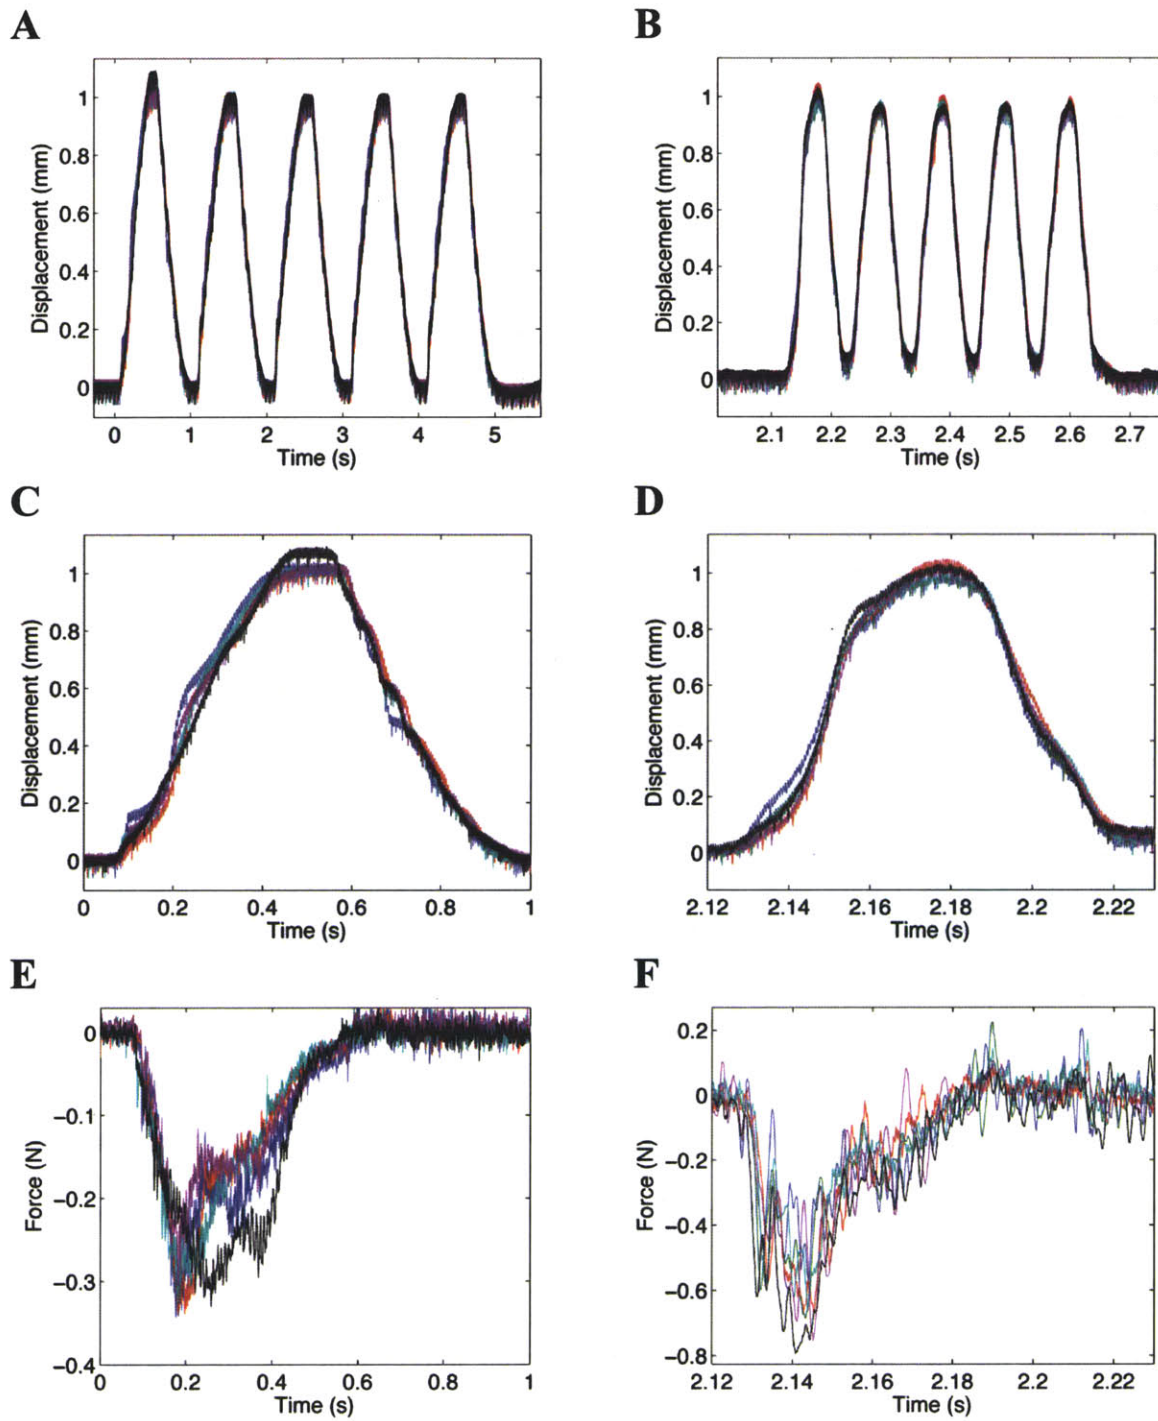 A
B
Displacement (mm)
1
0.8
0.6
0.4
0.2
0
0 1 2 3 4 5
Time (s)
Displacement (mm)
1
0.8
0.6
0.4
0.2
0
2.1 2.2 2.3 2.4 2.5 2.6 2.7
Time (s)
C
D
Displacement (mm)
1
0.8
0.6
0.4
0.2
0
0 0.2 0.4 0.6 0.8 1
Time (s)
Displacement (mm)
1
0.8
0.6
0.4
0.2
0
2.12 2.14 2.16 2.18 2.2 2.22
Time (s)
E
F
Force (N)
0
−0.1
−0.2
−0.3
−0.4
0 0.2 0.4 0.6 0.8 1
Time (s)
Force (N)
0.2
0
−0.2
−0.4
−0.6
−0.8
2.12 2.14 2.16 2.18 2.2 2.22
Time (s)